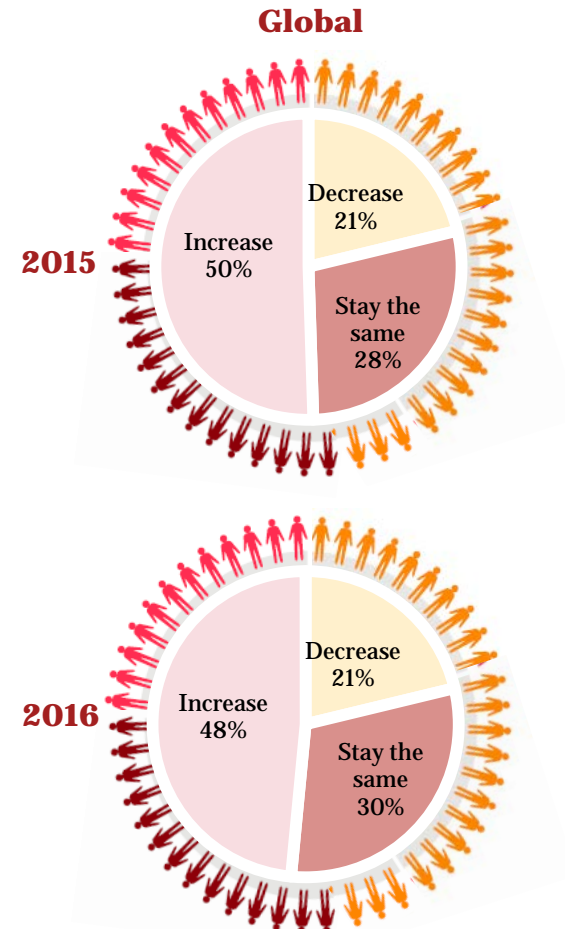 Global
2015
Decrease
21%
Increase
50%
Stay the
same
28%
2016
Decrease
21%
Increase
48%
Stay the
same
30%